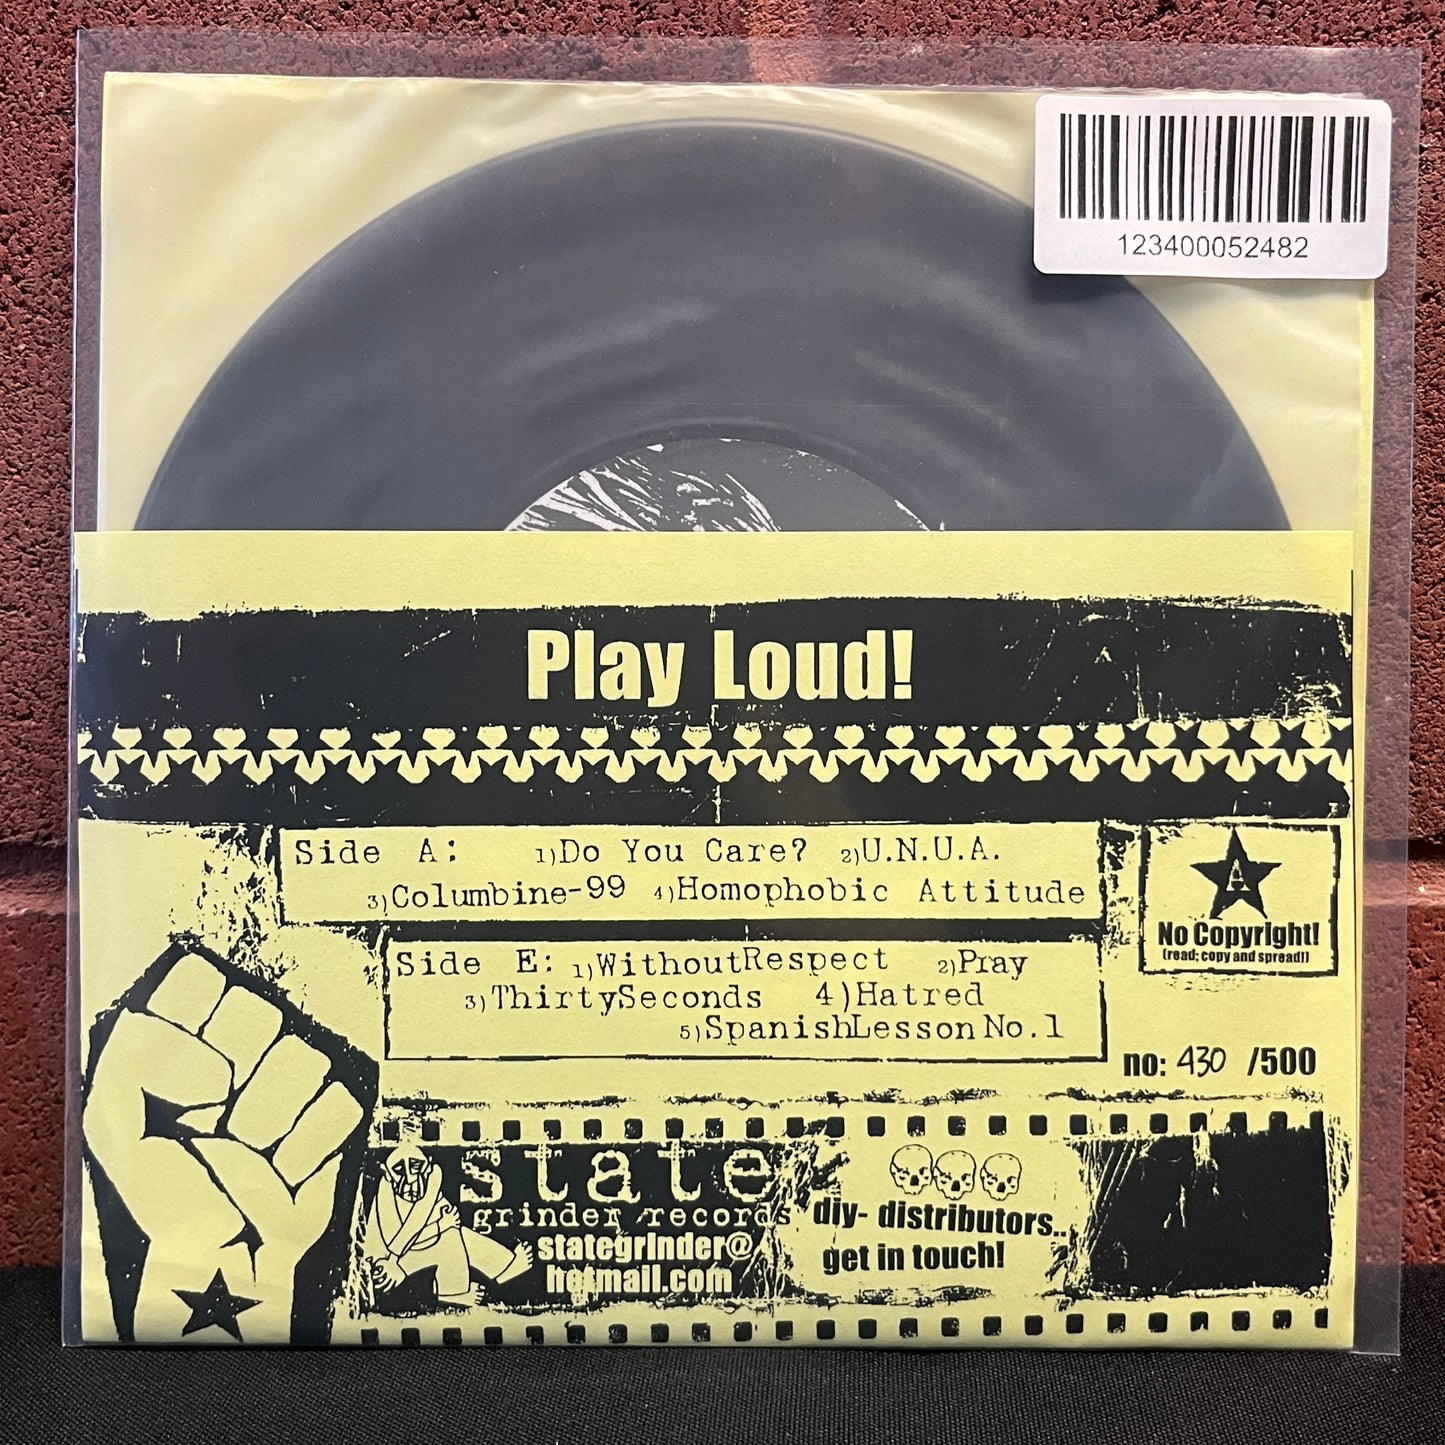 123400052482
Play Loud!
Side A: 1)Do You Care? 2)U.N.U.A.
3)Columbine-99 4)Homophobic Attitude
Side E: 1)WithoutRespect 2)Pray
3)ThirtySeconds 4)Hatred
5)SpanishLesson No.1
A
No Copyright!
(read; copy and spread!)
no: 430 /500
state
grinder records
stategrinder@
hotmail.com
diy- distributors..
get in touch!